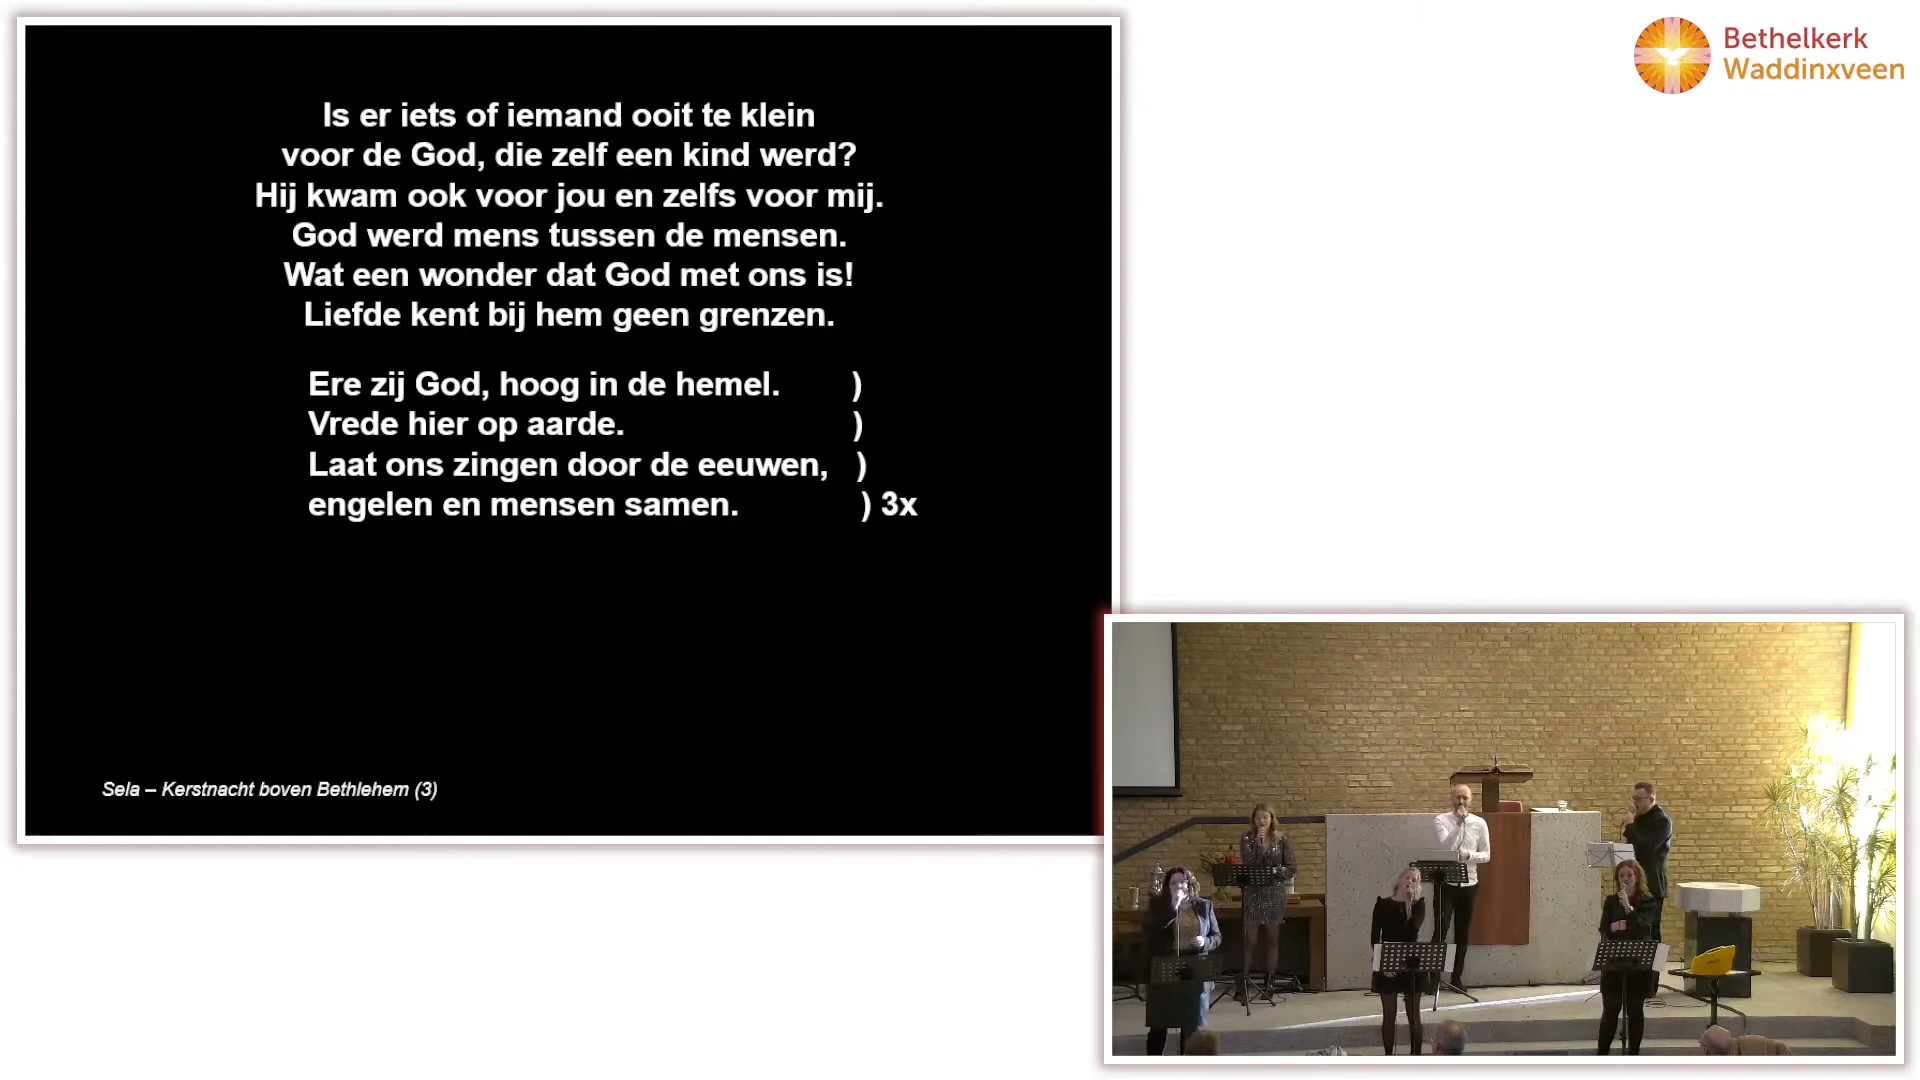 Is er iets of iemand ooit te klein
voor de God, die zelf een kind werd?
Hij kwam ook voor jou en zelfs voor mij.
God werd mens tussen de mensen.
Wat een wonder dat God met ons is!
Liefde kent bij hem geen grenzen.
Ere zij God, hoog in de hemel. )
Vrede hier op aarde. )
Laat ons zingen door de eeuwen, )
engelen en mensen samen. ) 3x
Sela – Kerstnacht boven Bethlehem (3)
Bethelkerk
Waddinxveen